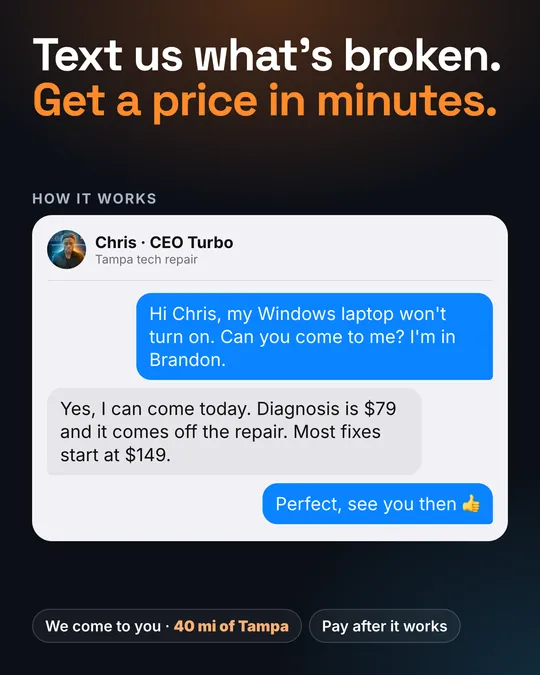 Text us what's broken.
Get a price in minutes.
HOW IT WORKS
Chris · CEO Turbo
Tampa tech repair
Hi Chris, my Windows laptop won't
turn on. Can you come to me? I'm in
Brandon.
Yes, I can come today. Diagnosis is $79
and it comes off the repair. Most fixes
start at $149.
Perfect, see you then 👍
We come to you · 40 mi of Tampa
Pay after it works